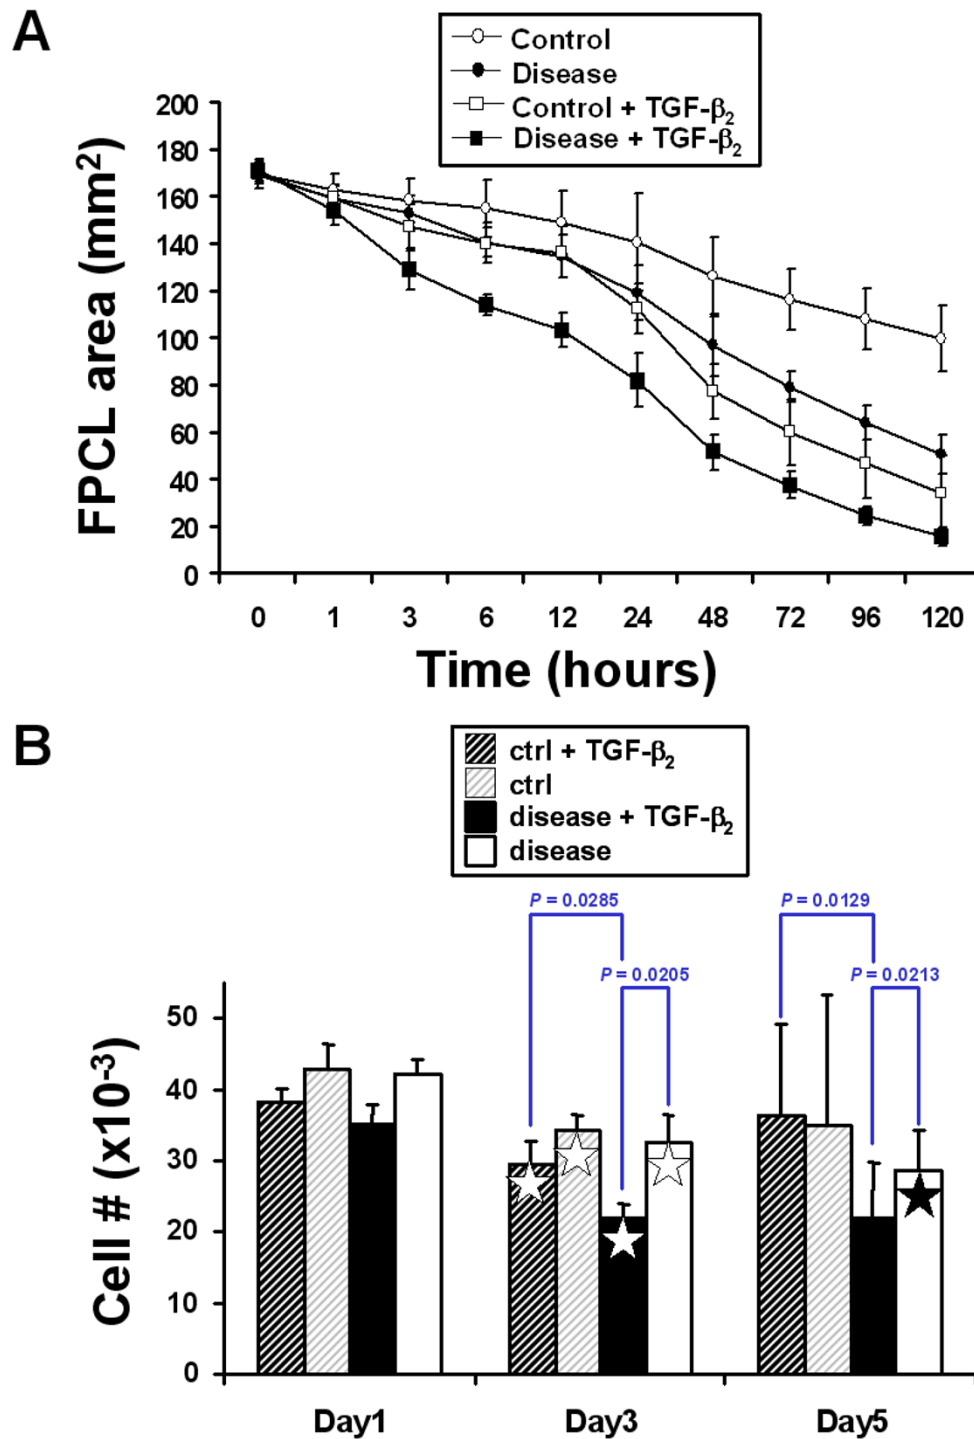 A
Control
Disease
Control + TGF-β2
Disease + TGF-β2
FPCL area (mm2)
200
180
160
140
120
100
80
60
40
20
0
0 1 3 6 12 24 48 72 96 120
Time (hours)
B
ctrl + TGF-β2
ctrl
disease + TGF-β2
disease
P = 0.0285 P = 0.0129
P = 0.0205 P = 0.0213
Cell # (x10-3)
50
40
30
20
10
0
Day1 Day3 Day5